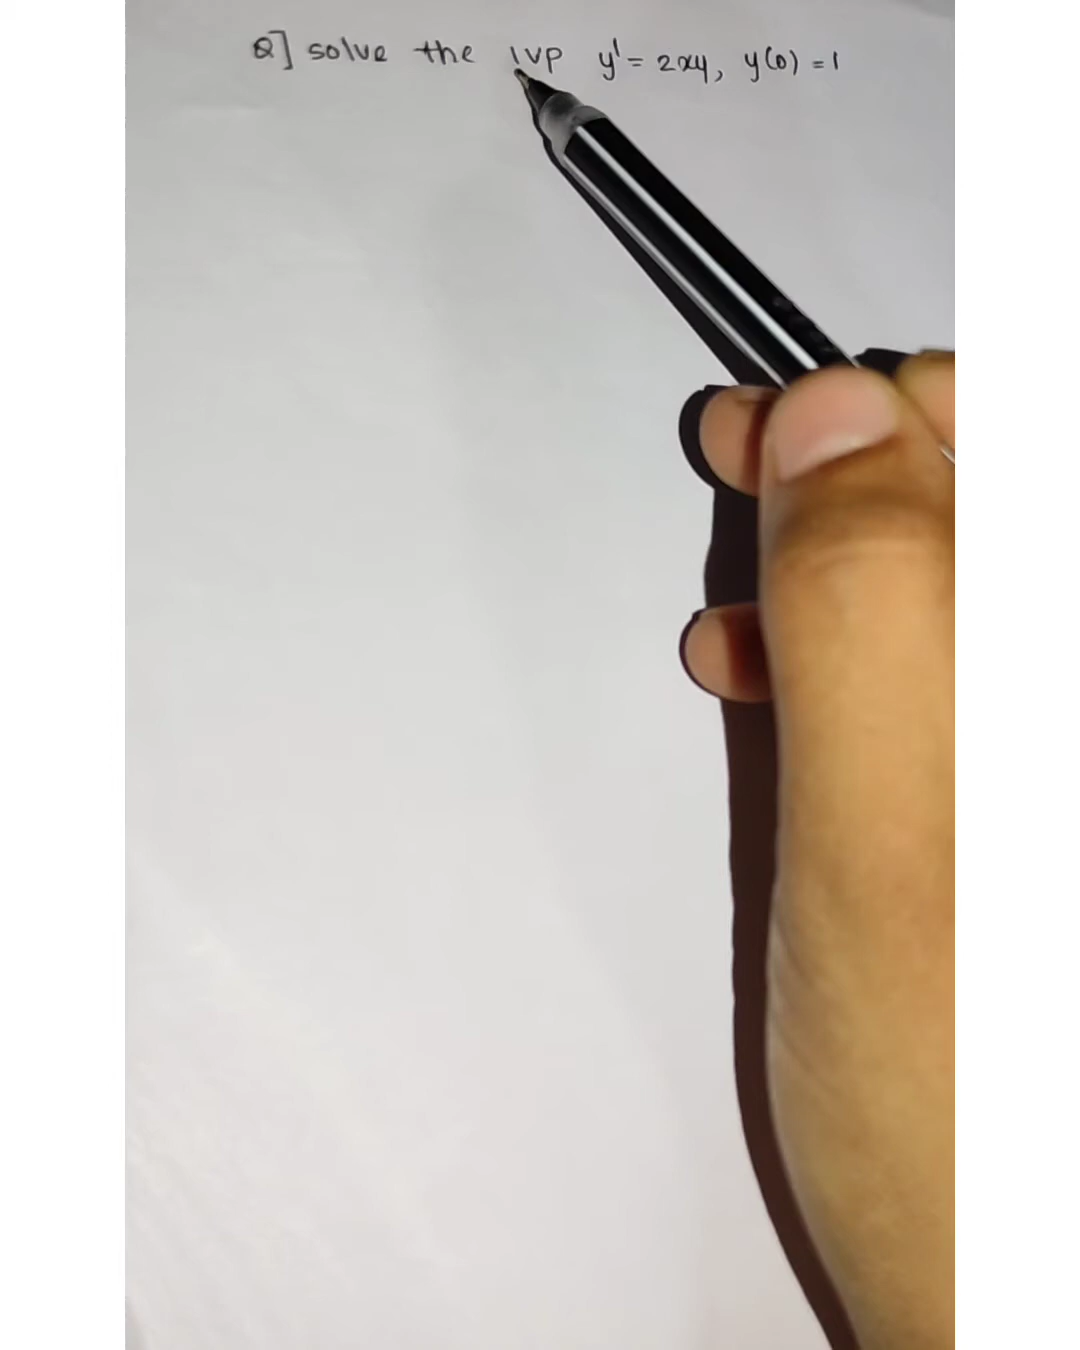 Q] solve the IVP y' = 2xy, y(0) = 1